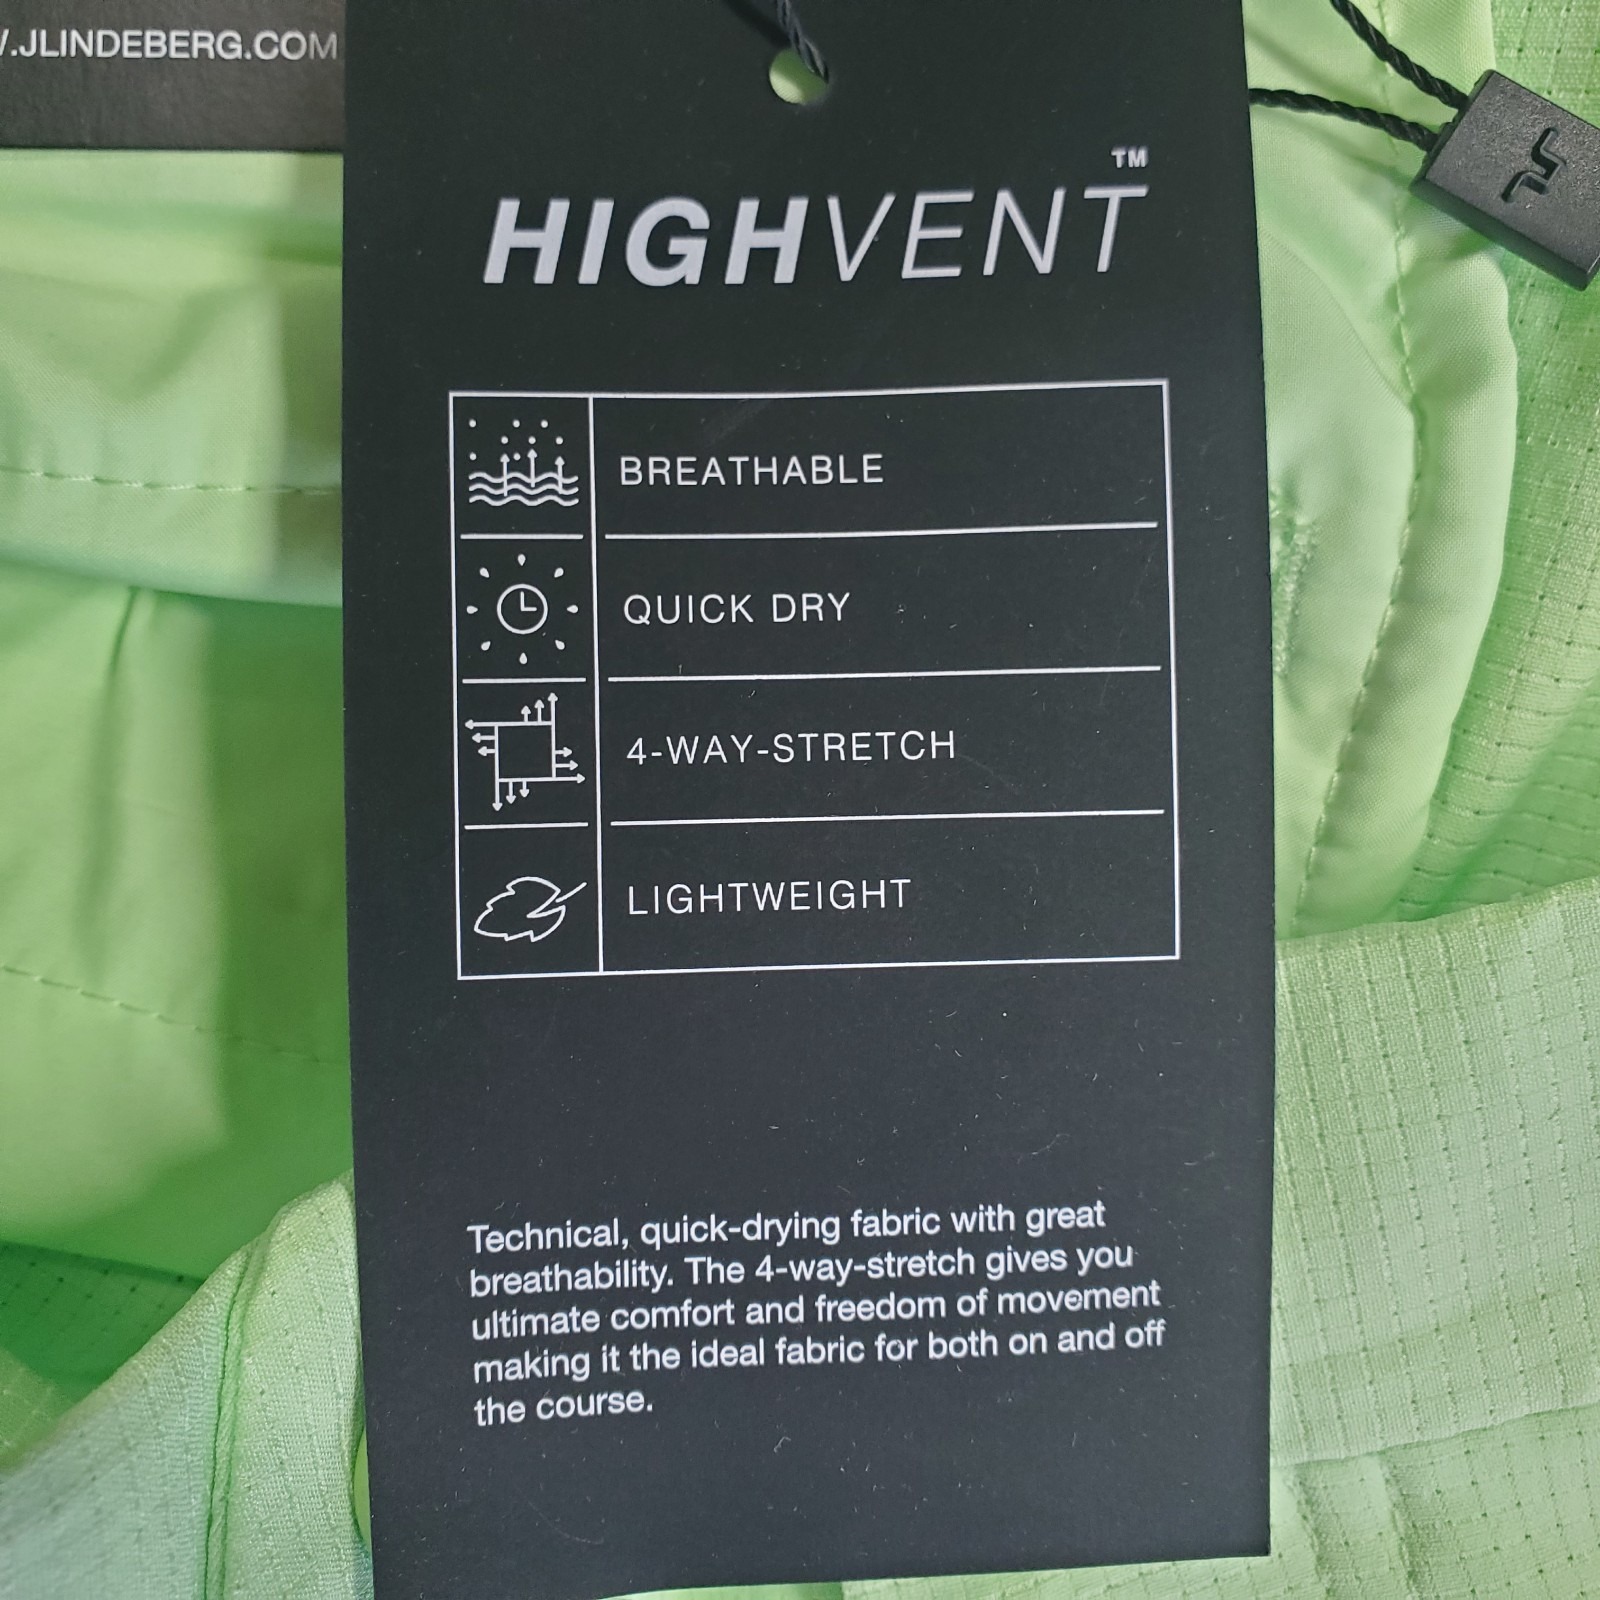 .JLINDEBERG.COM
HIGHVENT™
BREATHABLE
QUICK DRY
4-WAY-STRETCH
LIGHTWEIGHT
Technical, quick-drying fabric with great
breathability. The 4-way-stretch gives you
ultimate comfort and freedom of movement
making it the ideal fabric for both on and off
the course.